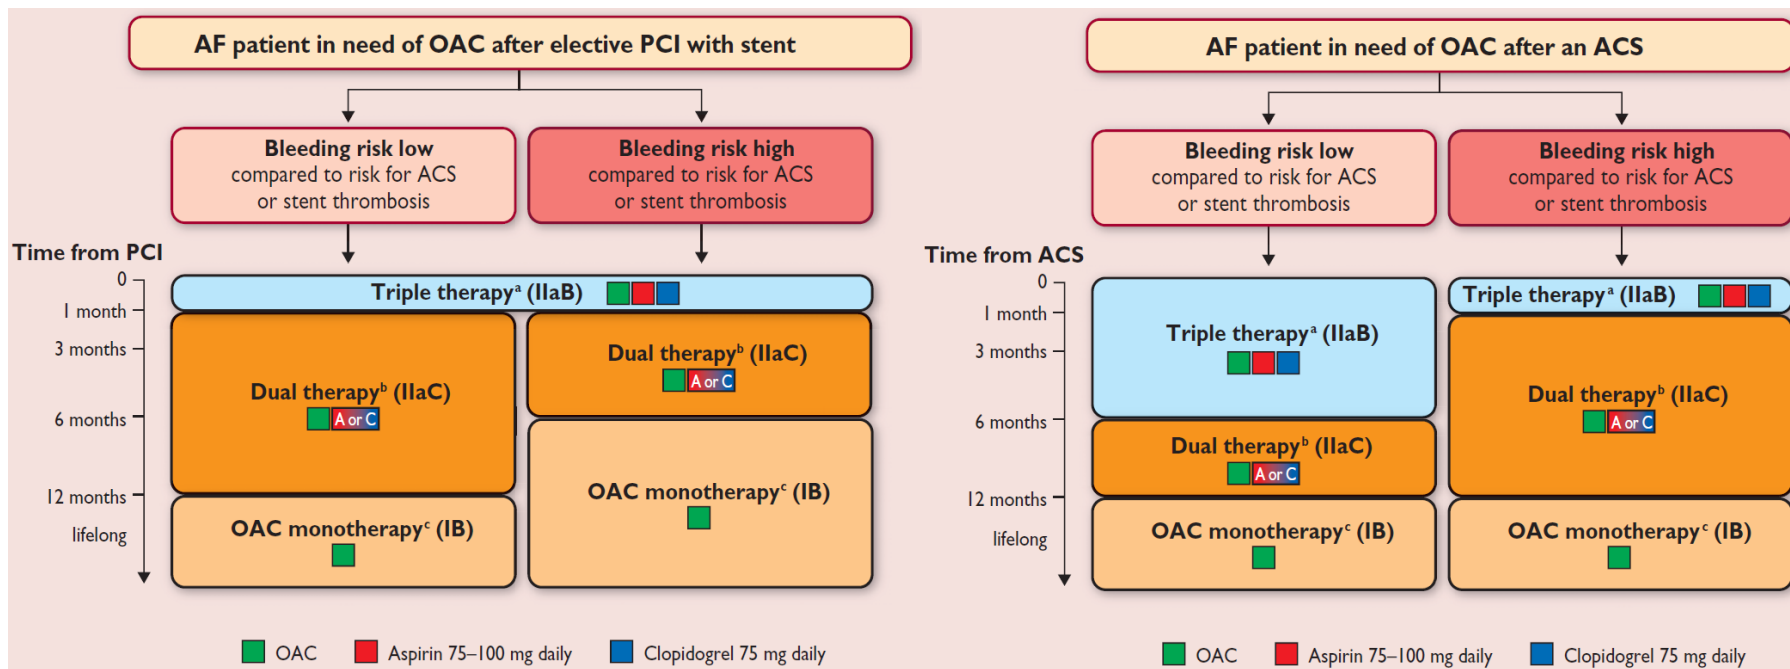 AF patient in need of OAC after elective PCI with stent
Bleeding risk low
compared to risk for ACS
or stent thrombosis
Bleeding risk high
compared to risk for ACS
or stent thrombosis
Time from PCI
0
1 month
3 months
6 months
12 months
lifelong
Triple therapyᵃ (IIaB)
Dual therapyᵇ (IIaC)
A or C
Dual therapyᵇ (IIaC)
A or C
OAC monotherapyᶜ (IB)
OAC monotherapyᶜ (IB)
OAC
Aspirin 75–100 mg daily
Clopidogrel 75 mg daily
AF patient in need of OAC after an ACS
Bleeding risk low
compared to risk for ACS
or stent thrombosis
Bleeding risk high
compared to risk for ACS
or stent thrombosis
Time from ACS
0
1 month
3 months
6 months
12 months
lifelong
Triple therapyᵃ (IIaB)
Triple therapyᵃ (IIaB)
Dual therapyᵇ (IIaC)
A or C
Dual therapyᵇ (IIaC)
A or C
OAC monotherapyᶜ (IB)
OAC monotherapyᶜ (IB)
OAC
Aspirin 75–100 mg daily
Clopidogrel 75 mg daily